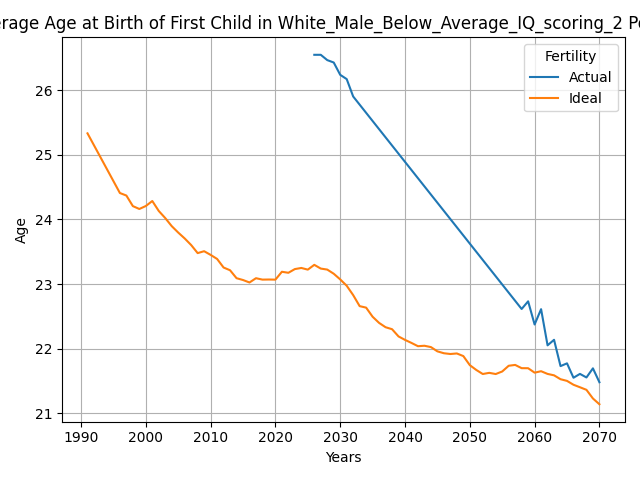 erage Age at Birth of First Child in White_Male_Below_Average_IQ_scoring_2 Po
Fertility
Actual
Ideal
26
25
24
23
22
21
Age
1990 2000 2010 2020 2030 2040 2050 2060 2070
Years